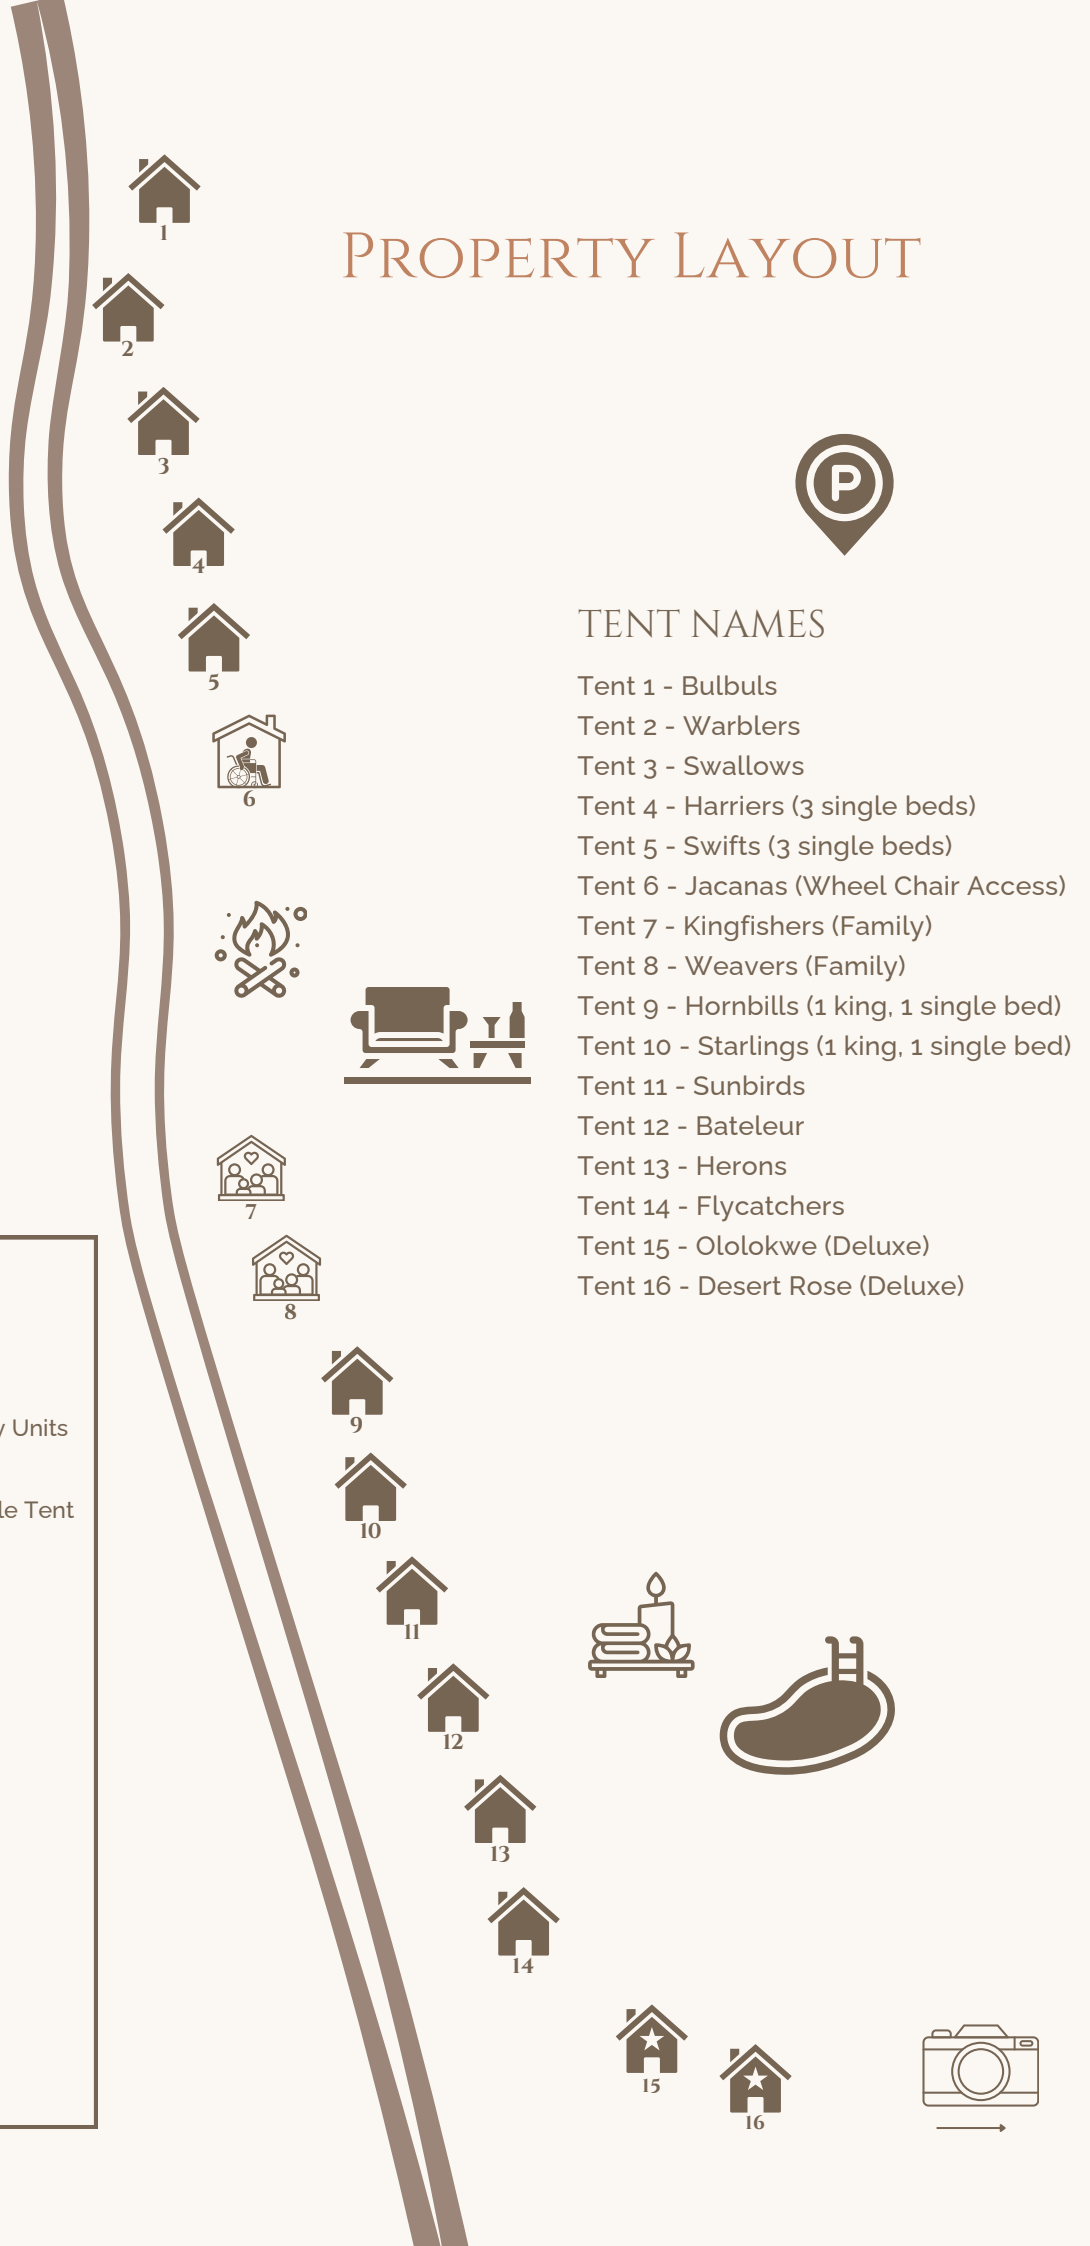 PROPERTY LAYOUT
P
TENT NAMES
Tent 1 - Bulbuls
Tent 2 - Warblers
Tent 3 - Swallows
Tent 4 - Harriers (3 single beds)
Tent 5 - Swifts (3 single beds)
Tent 6 - Jacanas (Wheel Chair Access)
Tent 7 - Kingfishers (Family)
Tent 8 - Weavers (Family)
Tent 9 - Hornbills (1 king, 1 single bed)
Tent 10 - Starlings (1 king, 1 single bed)
Tent 11 - Sunbirds
Tent 12 - Bateleur
Tent 13 - Herons
Tent 14 - Flycatchers
Tent 15 - Ololokwe (Deluxe)
Tent 16 - Desert Rose (Deluxe)
1
2
3
4
5
6
7
8
9
10
11
12
13
14
15
16
Units
Tent